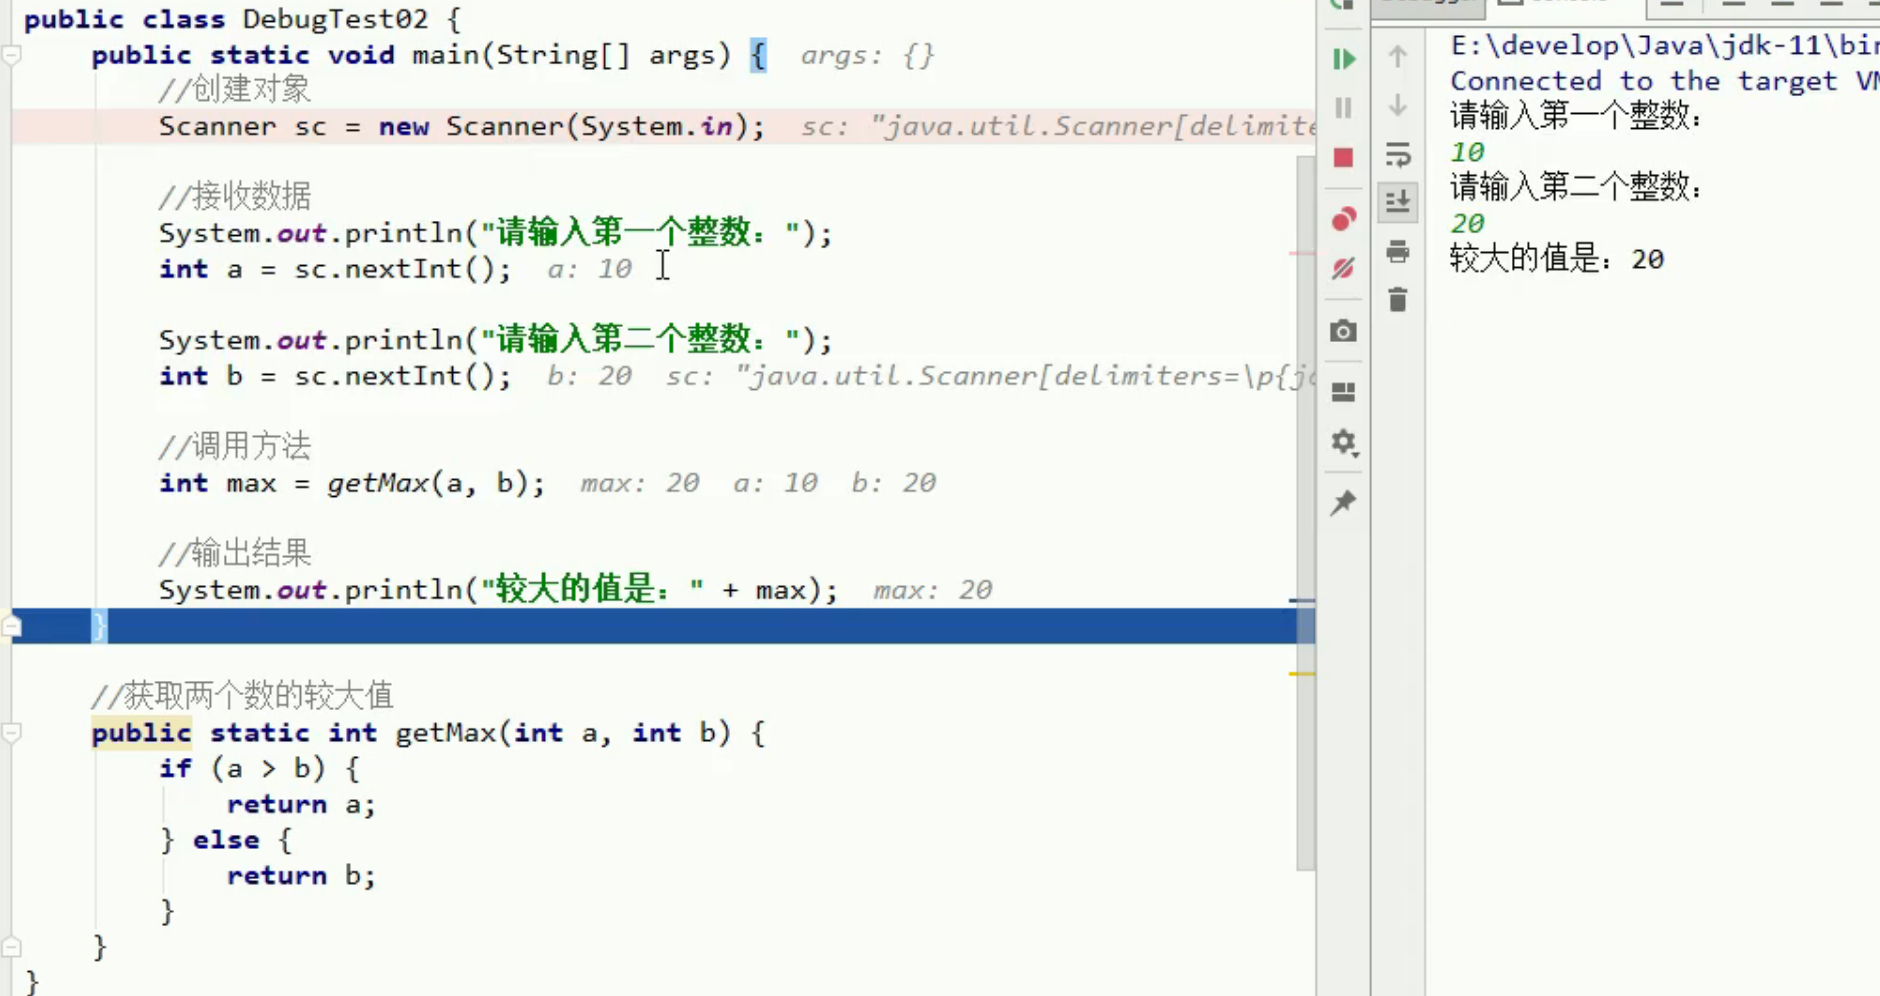 public class DebugTest02 {
public static void main(String[] args) { args: {}
//创建对象
Scanner sc = new Scanner(System.in); sc: "java.util.Scanner[delimite
//接收数据
System.out.println("请输入第一个整数：");
int a = sc.nextInt(); a: 10
System.out.println("请输入第二个整数：");
int b = sc.nextInt(); b: 20 sc: "java.util.Scanner[delimiters=\p{ja
//调用方法
int max = getMax(a, b); max: 20 a: 10 b: 20
//输出结果
System.out.println("较大的值是：" + max); max: 20
}
//获取两个数的较大值
public static int getMax(int a, int b) {
if (a > b) {
return a;
} else {
return b;
}
}
}
E:\develop\Java\jdk-11\bin
Connected to the target VM
请输入第一个整数：
10
请输入第二个整数：
20
较大的值是：20